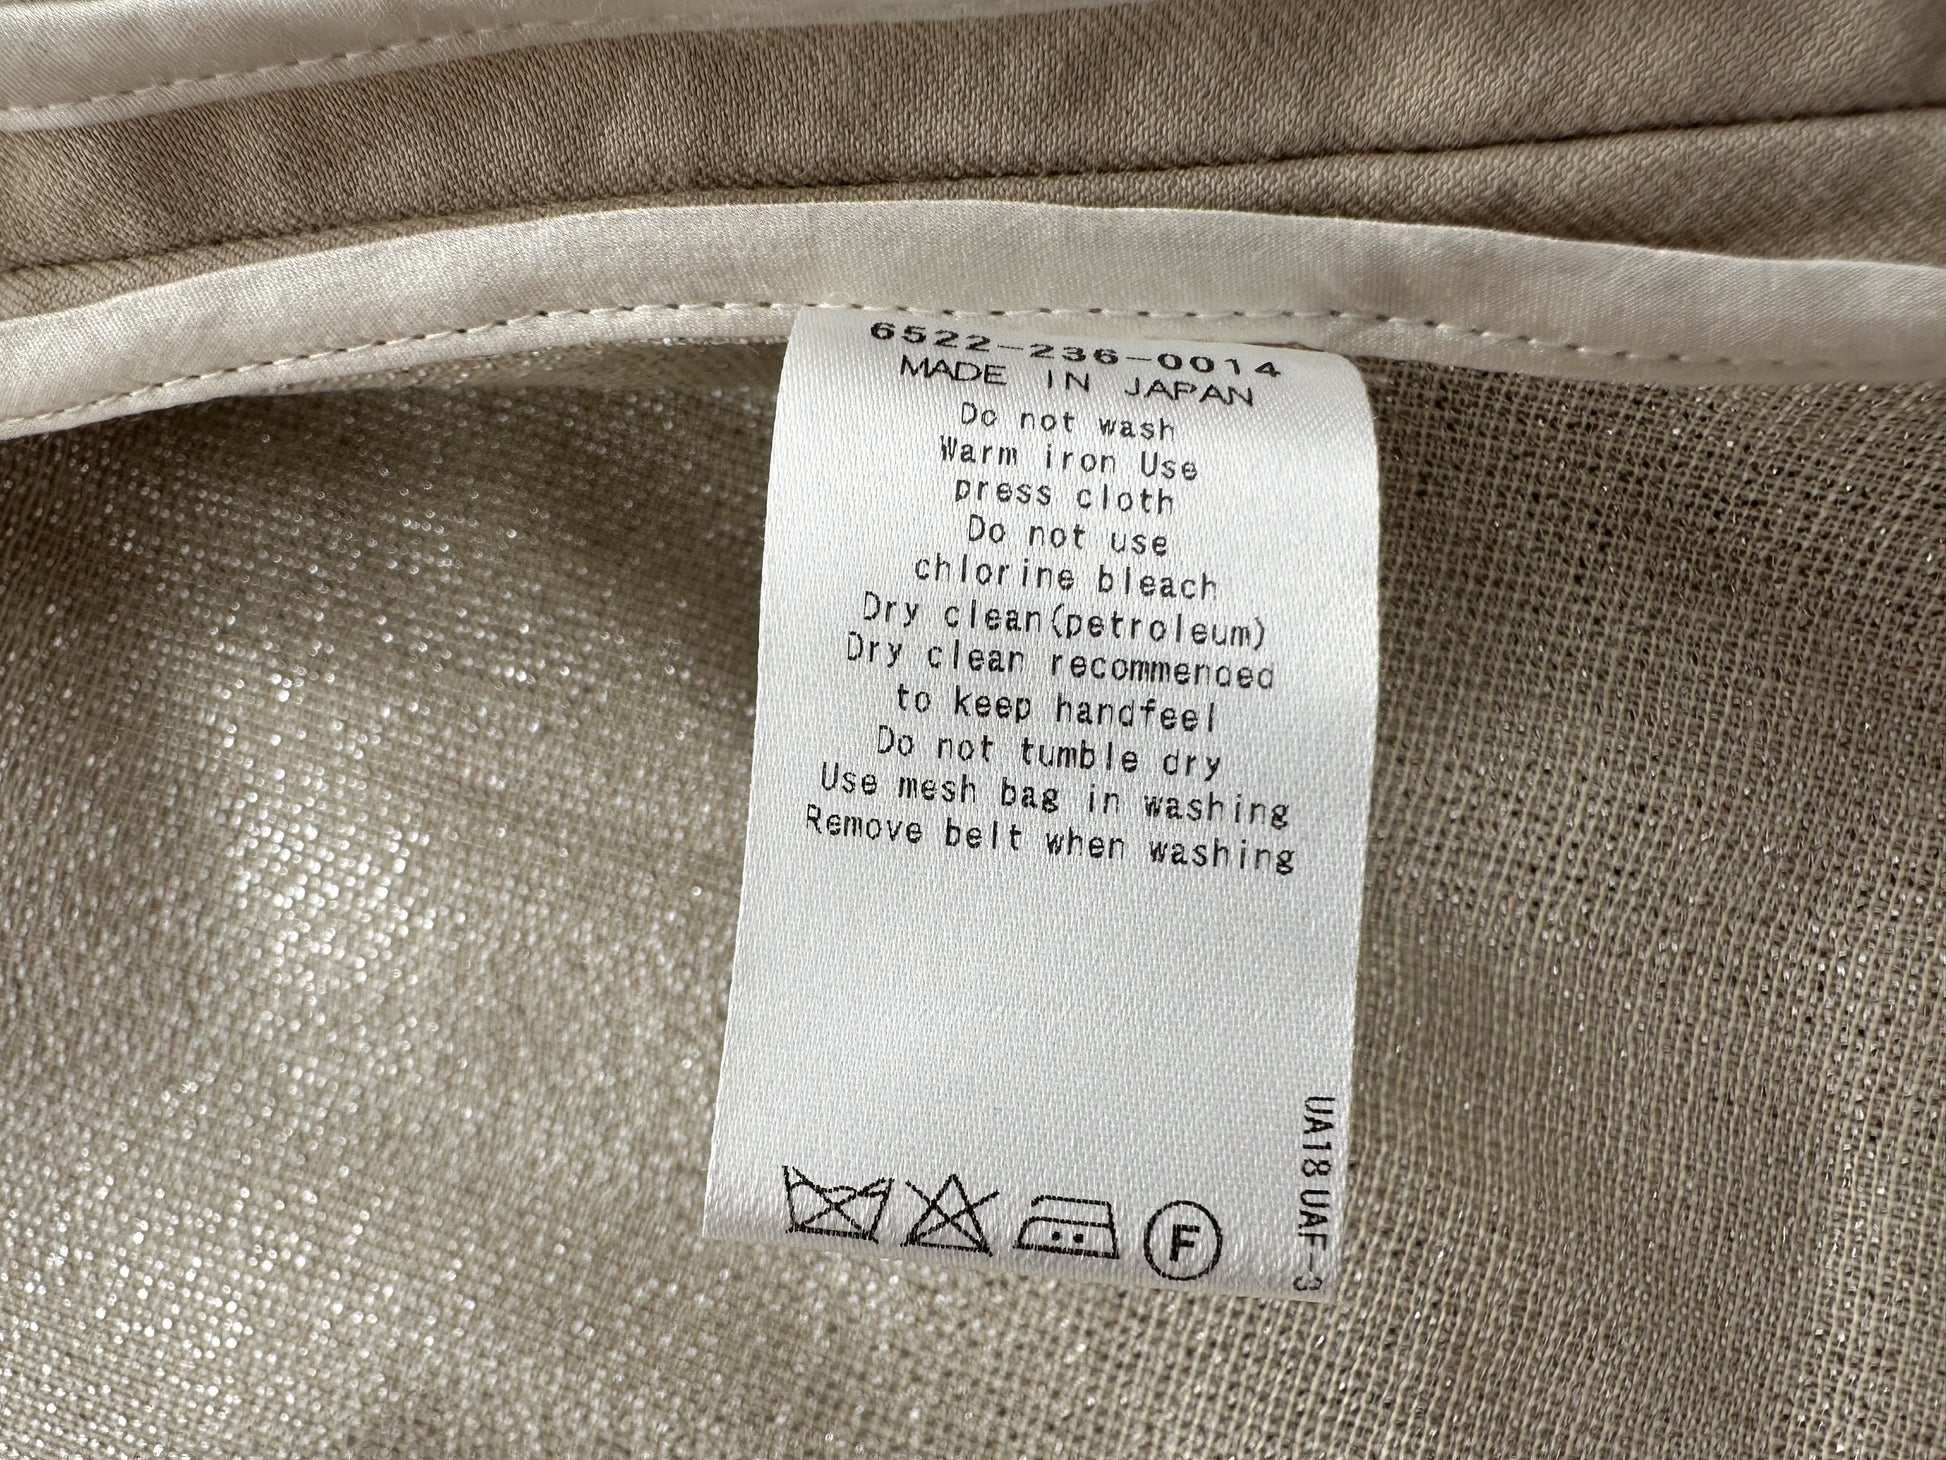 6522-236-0014
MADE IN JAPAN
Do not wash
Warm iron Use
press cloth
Do not use
chlorine bleach
Dry clean(petroleum)
Dry clean recommended
to keep handfeel
Do not tumble dry
Use mesh bag in washing
Remove belt when washing
UA18UAF-3
F